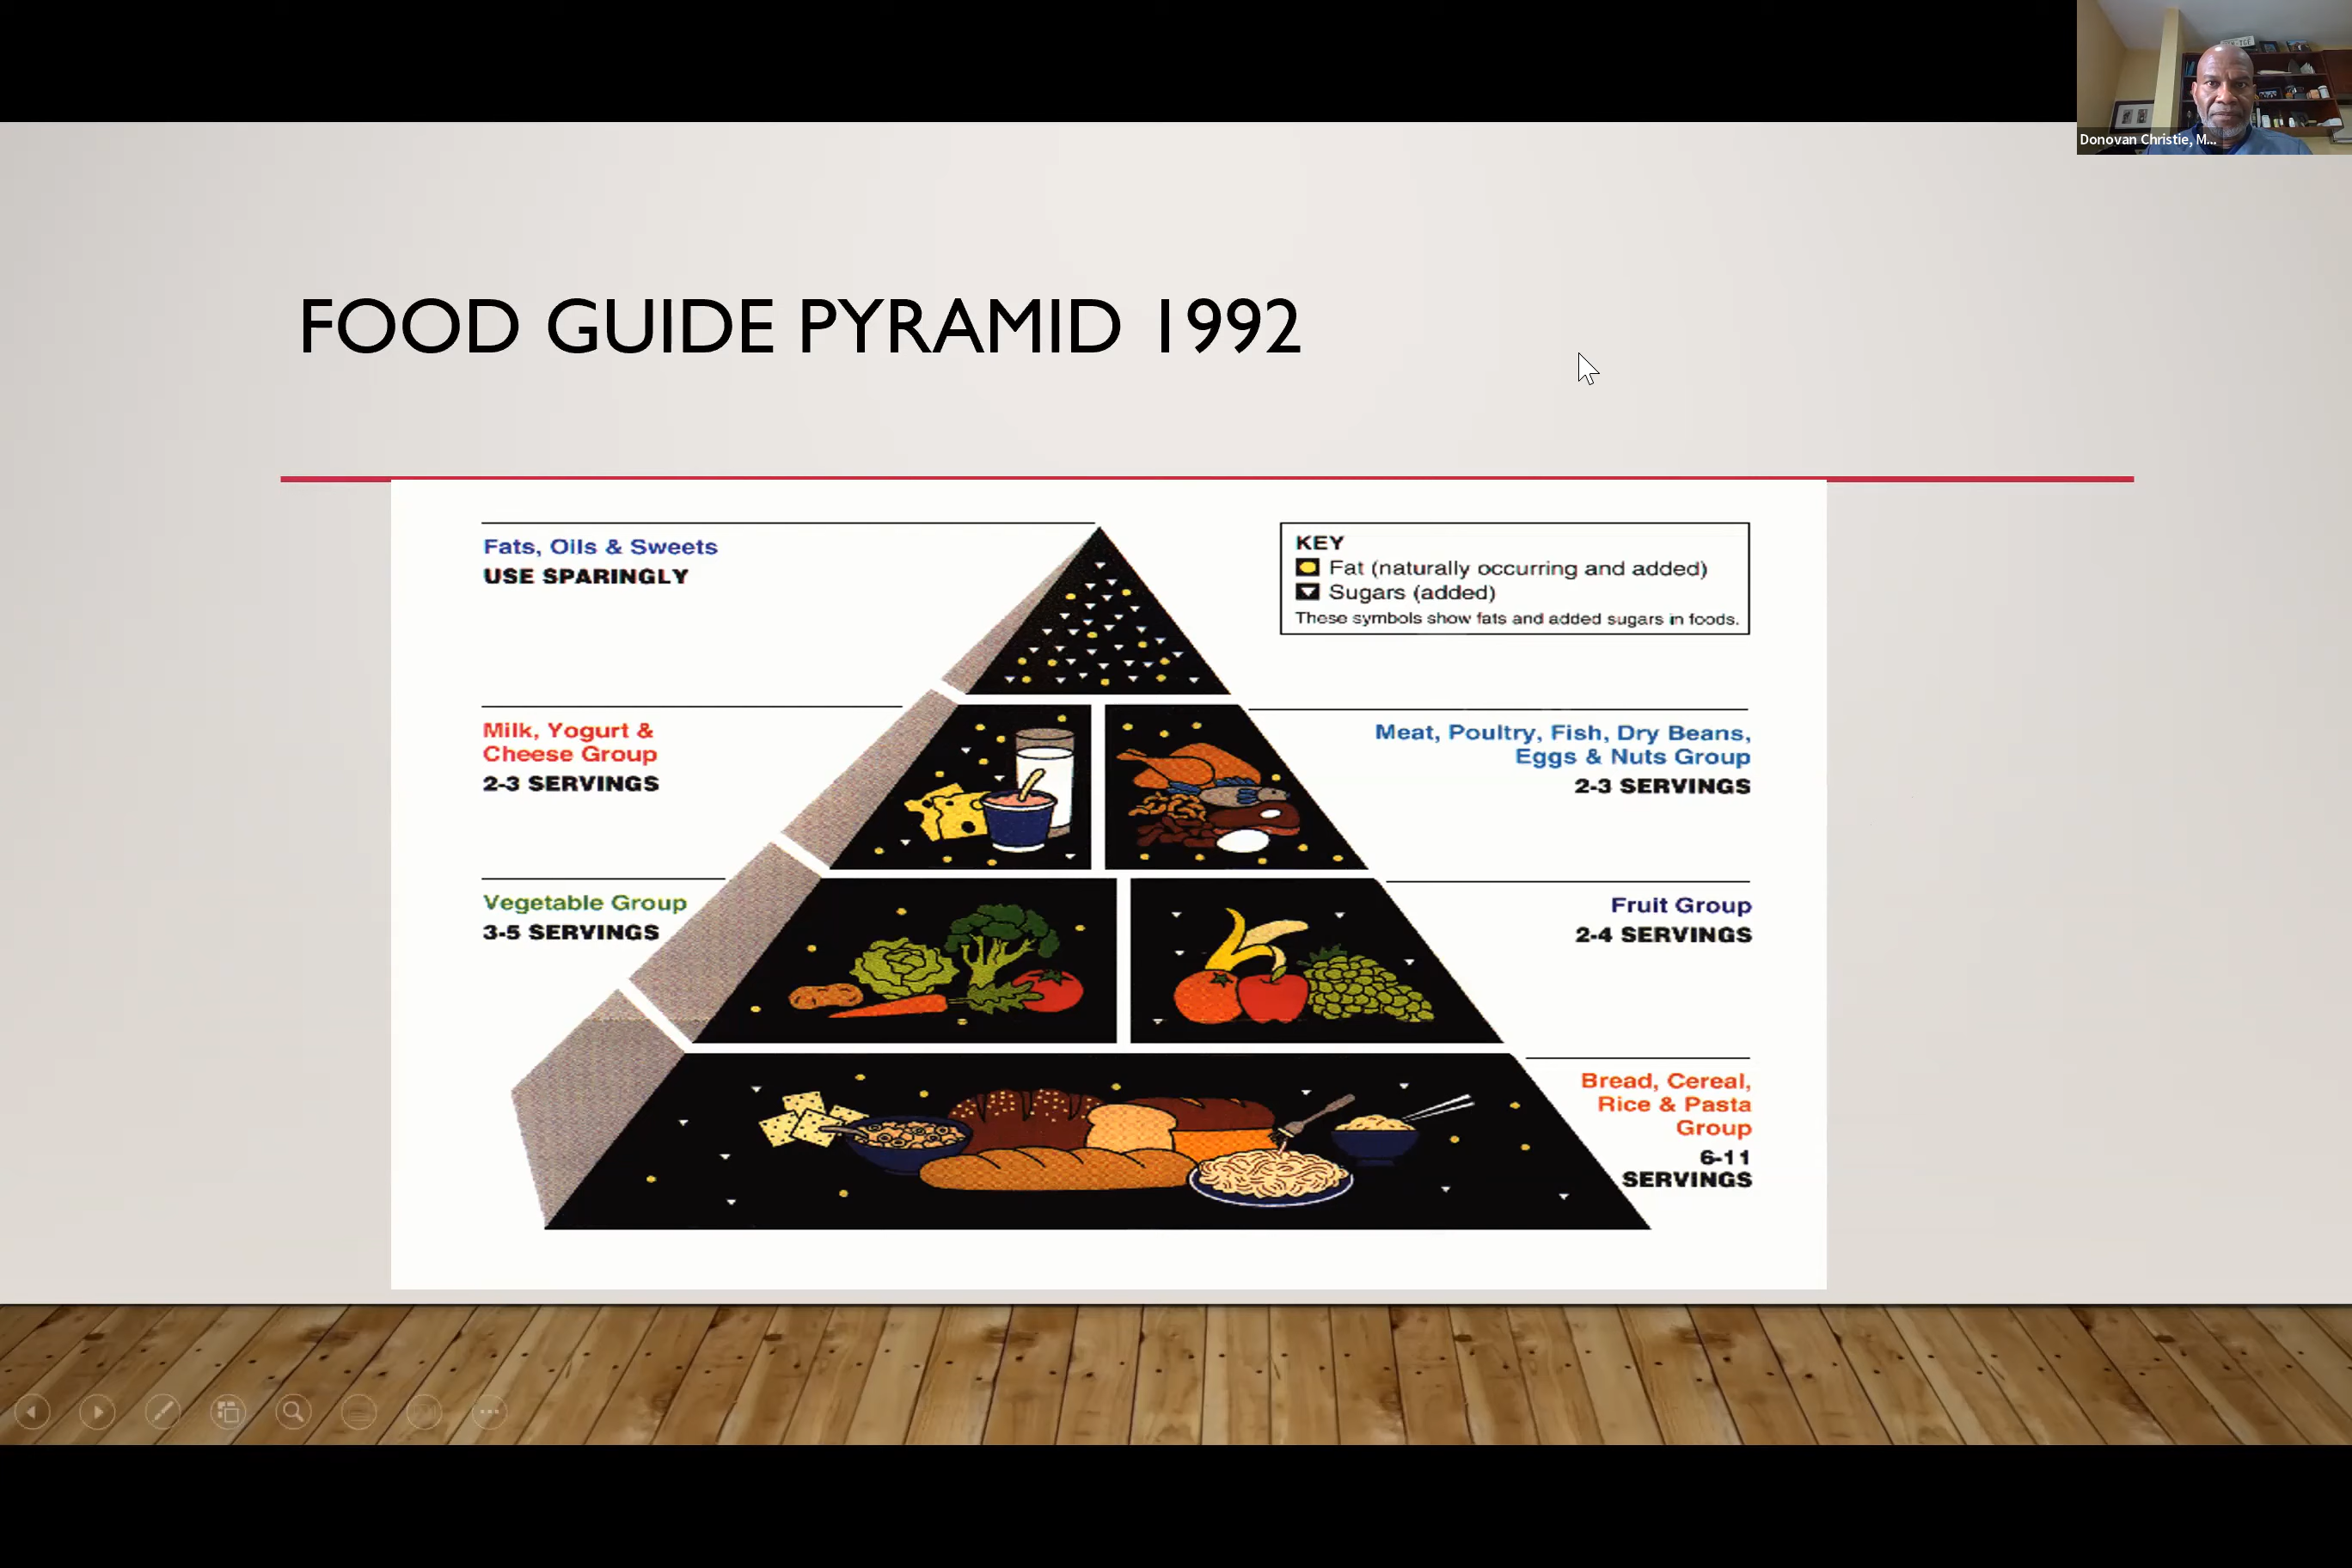 Donovan Christie, M...
FOOD GUIDE PYRAMID 1992
Fats, Oils & Sweets
USE SPARINGLY
KEY
Fat (naturally occurring and added)
Sugars (added)
These symbols show fats and added sugars in foods.
Milk, Yogurt &
Cheese Group
2-3 SERVINGS
Meat, Poultry, Fish, Dry Beans,
Eggs & Nuts Group
2-3 SERVINGS
Vegetable Group
3-5 SERVINGS
Fruit Group
2-4 SERVINGS
Bread, Cereal,
Rice & Pasta
Group
6-11
SERVINGS